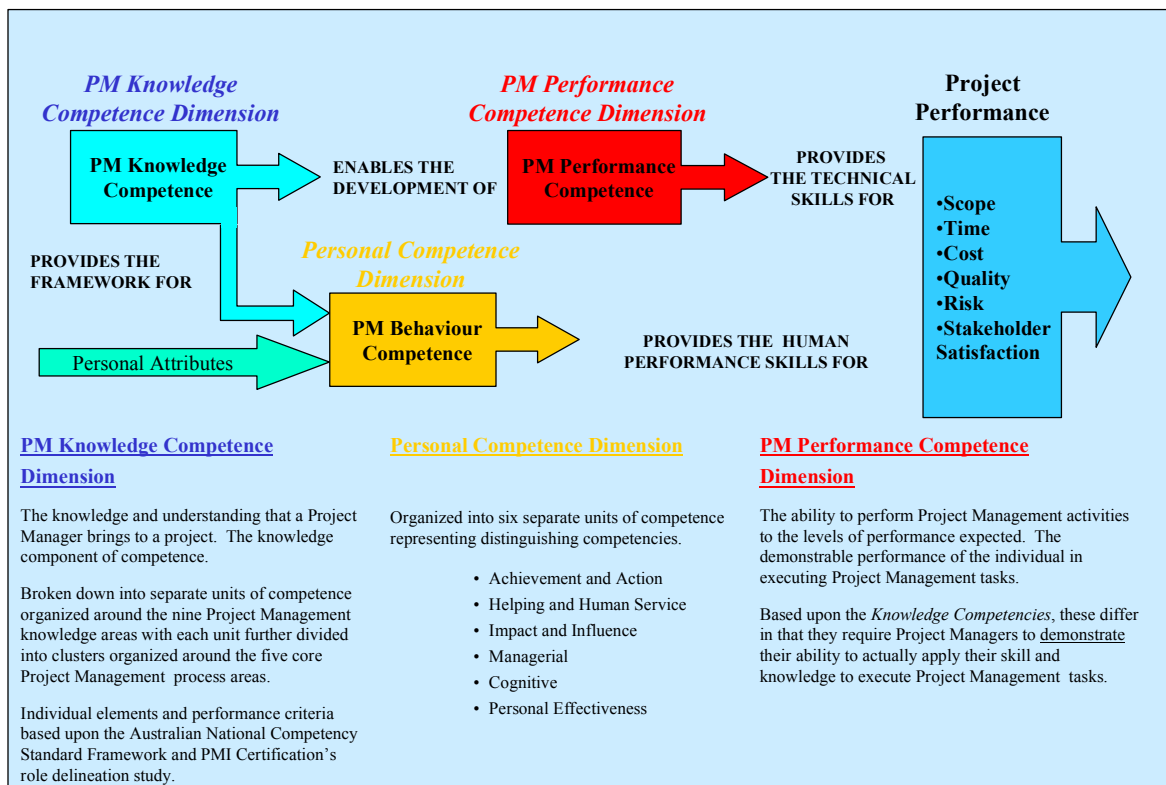 PM Knowledge
Competence Dimension
PM Performance
Competence Dimension
Project
Performance
PM Knowledge
Competence
ENABLES THE
DEVELOPMENT OF
PM Performance
Competence
PROVIDES
THE TECHNICAL
SKILLS FOR
•Scope
•Time
•Cost
•Quality
•Risk
•Stakeholder
Satisfaction
PROVIDES THE
FRAMEWORK FOR
Personal Competence
Dimension
PM Behaviour
Competence
PROVIDES THE HUMAN
PERFORMANCE SKILLS FOR
Personal Attributes
PM Knowledge Competence
Dimension
The knowledge and understanding that a Project
Manager brings to a project. The knowledge
component of competence.
Broken down into separate units of competence
organized around the nine Project Management
knowledge areas with each unit further divided
into clusters organized around the five core
Project Management process areas.
Individual elements and performance criteria
based upon the Australian National Competency
Standard Framework and PMI Certification’s
role delineation study.
Personal Competence Dimension
Organized into six separate units of competence
representing distinguishing competencies.
• Achievement and Action
• Helping and Human Service
• Impact and Influence
• Managerial
• Cognitive
• Personal Effectiveness
PM Performance Competence
Dimension
The ability to perform Project Management activities
to the levels of performance expected. The
demonstrable performance of the individual in
executing Project Management tasks.
Based upon the Knowledge Competencies, these differ
in that they require Project Managers to demonstrate
their ability to actually apply their skill and
knowledge to execute Project Management tasks.